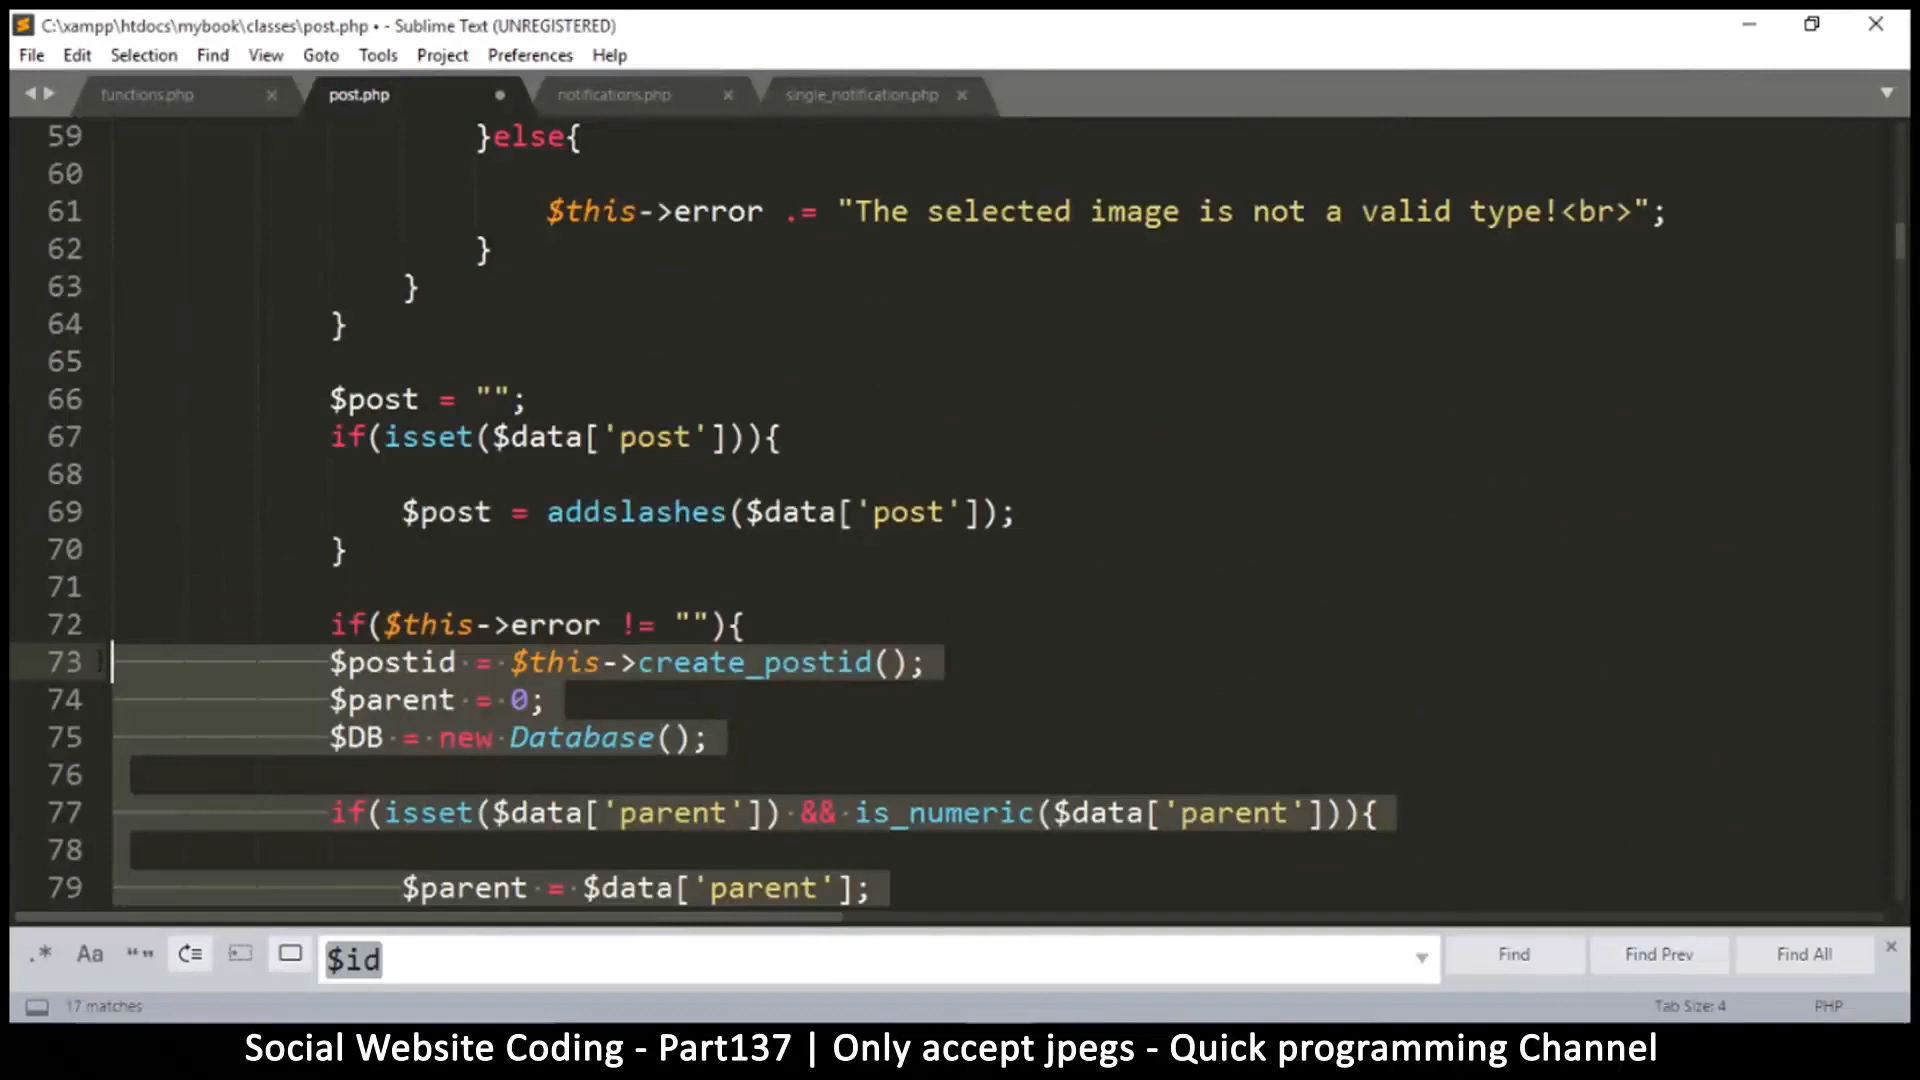 C:\xampp\htdocs\mybook\classes\post.php • - Sublime Text (UNREGISTERED)
File Edit Selection Find View Goto Tools Project Preferences Help
functions.php post.php notifications.php single_notification.php
59 }else{
60
61 $this->error .= "The selected image is not a valid type!<br>";
62 }
63 }
64 }
65
66 $post = "";
67 if(isset($data['post'])){
68
69 $post = addslashes($data['post']);
70 }
71
72 if($this->error != ""){
73 $postid = $this->create_postid();
74 $parent = 0;
75 $DB = new Database();
76
77 if(isset($data['parent']) && is_numeric($data['parent'])){
78
79 $parent = $data['parent'];
.* Aa “” $id Find Find Prev Find All
17 matches Tab Size: 4 PHP
Social Website Coding - Part137 | Only accept jpegs - Quick programming Channel